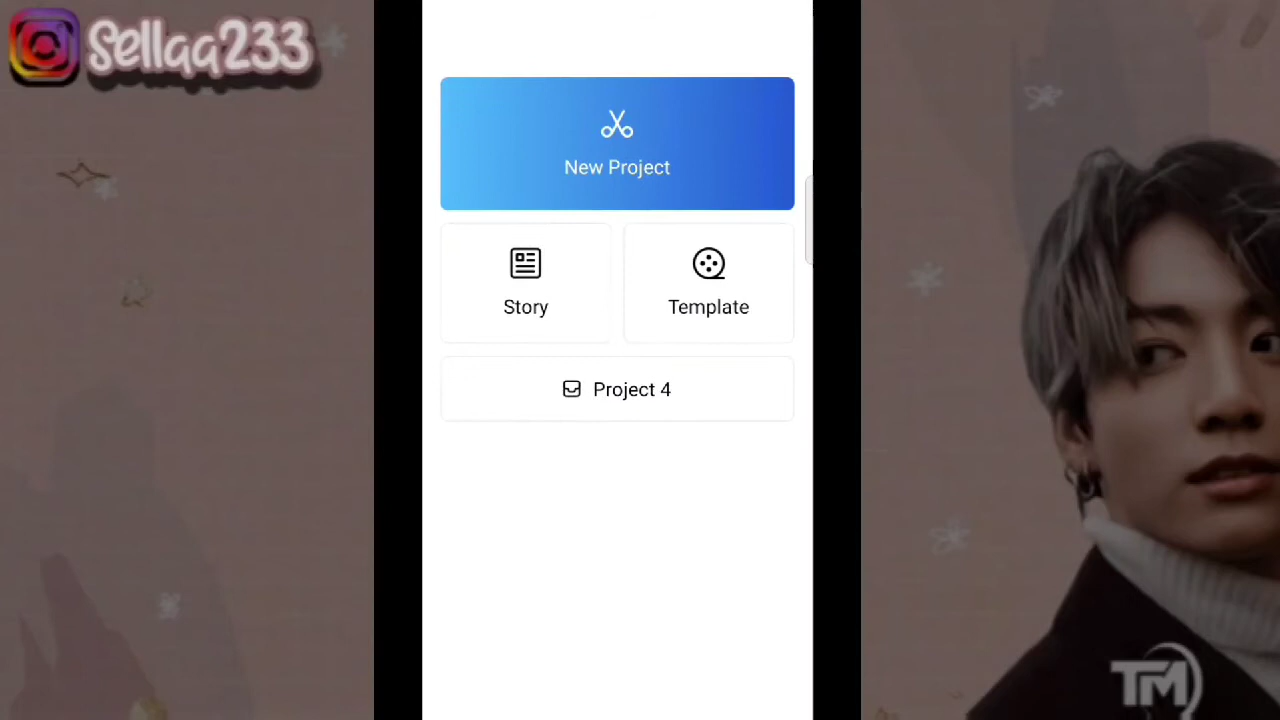 Sellaa233
New Project
Story
Template
Project 4
TM